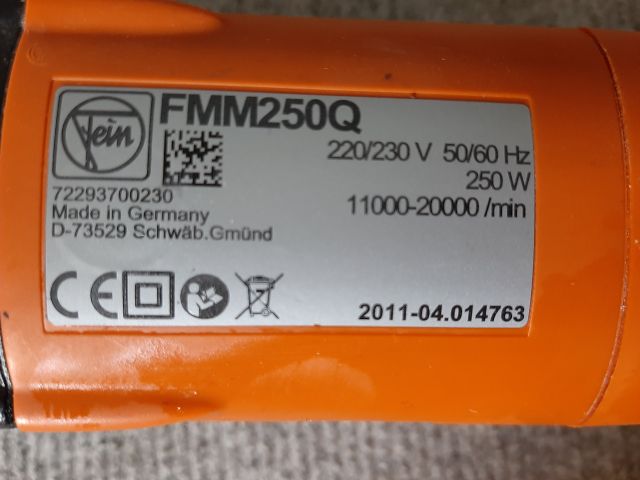 Fein
FMM250Q
220/230 V 50/60 Hz
250 W
11000-20000 /min
72293700230
Made in Germany
D-73529 Schwäb.Gmünd
CE
2011-04.014763